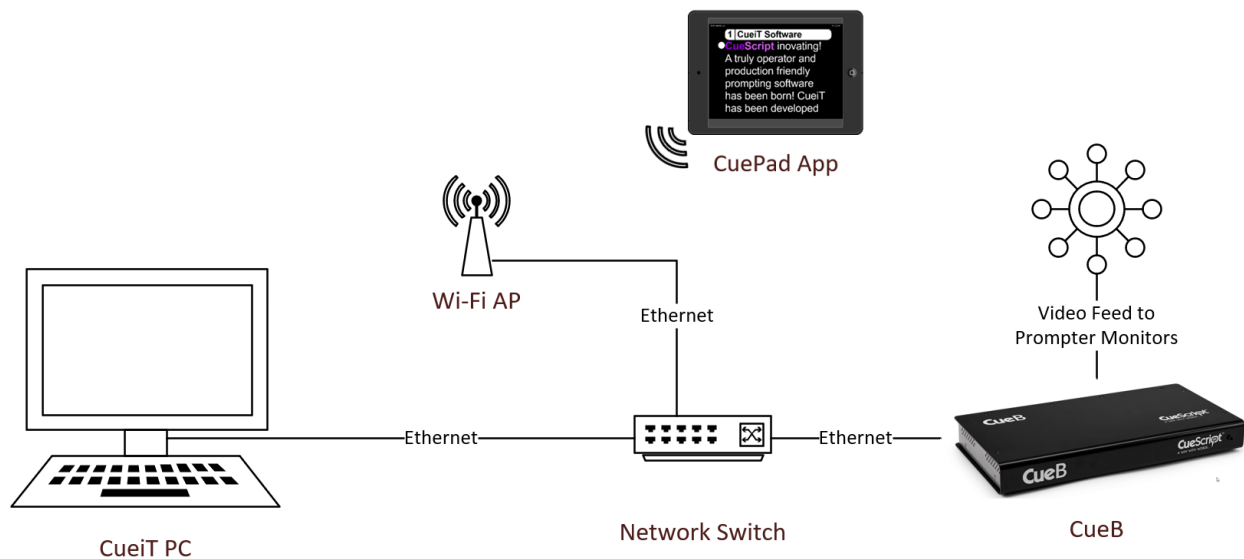 1 CueiT Software
CueScript inovating!
A truly operator and
production friendly
prompting software
has been born! CueiT
has been developed
CuePad App
Wi-Fi AP
Ethernet
Video Feed to
Prompter Monitors
Ethernet
Ethernet
CueB
CueScript
CueB
CueScript
CueiT PC
Network Switch
CueB